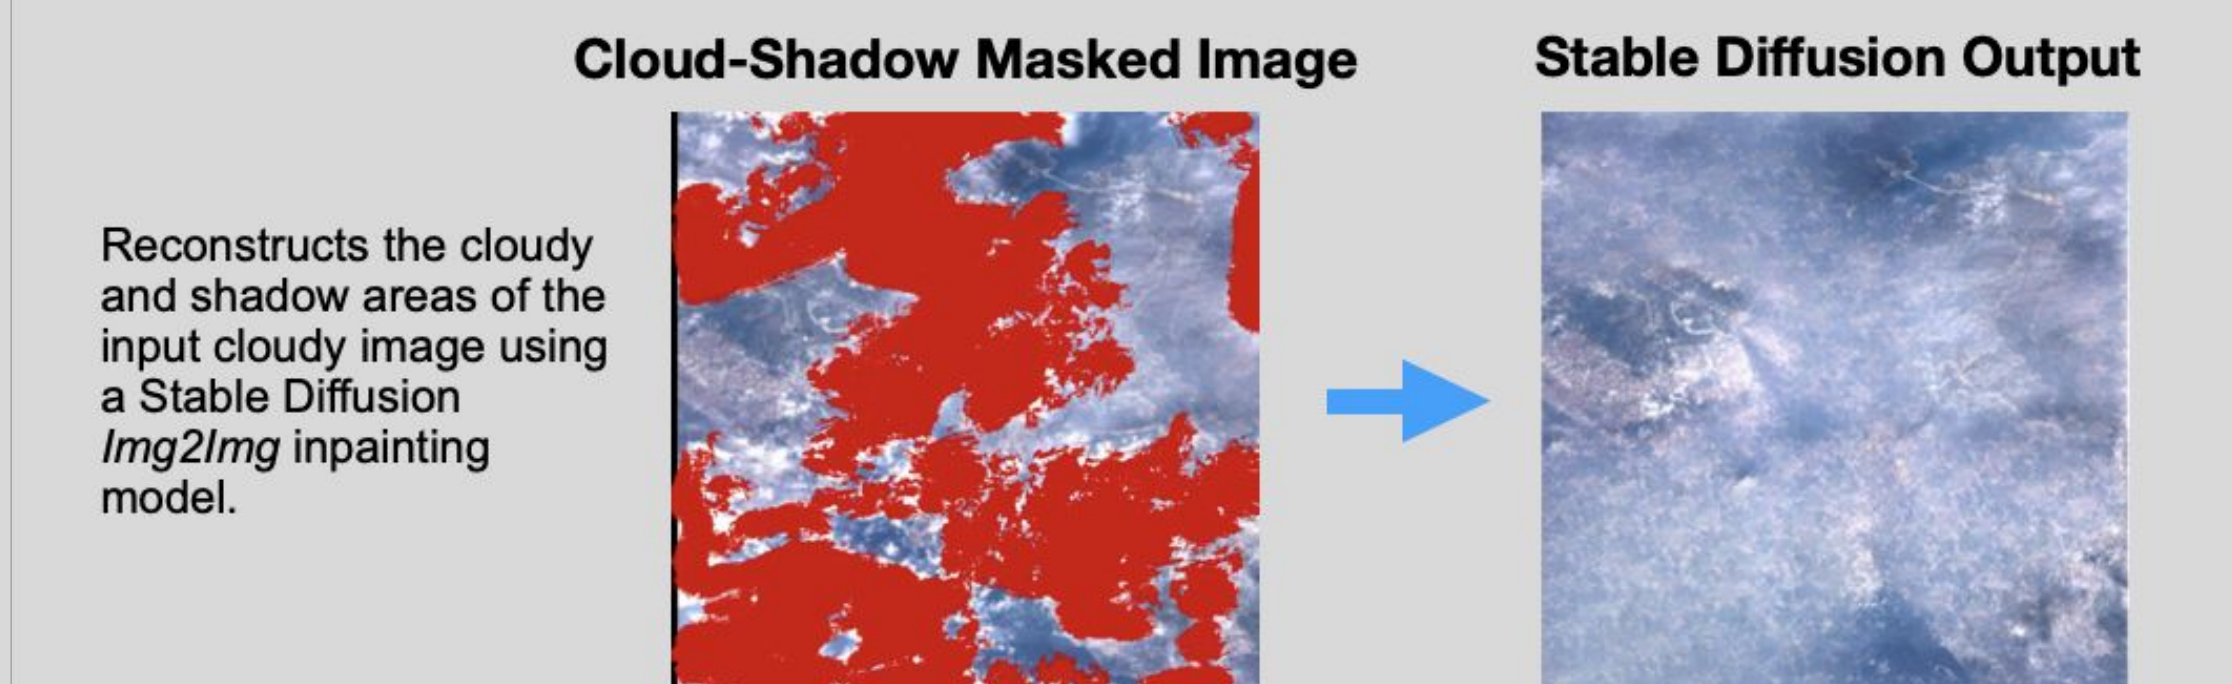 Cloud-Shadow Masked Image
Stable Diffusion Output
Reconstructs the cloudy
and shadow areas of the
input cloudy image using
a Stable Diffusion
Img2Img inpainting
model.